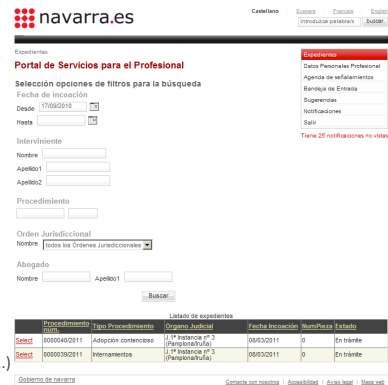 navarra.es
Castellano Euskera Français English
introduzca palabra/s buscar
Expedientes
Portal de Servicios para el Profesional
Selección opciones de filtros para la búsqueda
Fecha de Incoación
Desde 17/09/2010
Hasta
Interviniente
Nombre
Apellido1
Apellido2
Procedimiento
Orden Jurisdiccional
Nombre todos los Órdenes Jurisdiccionales
Abogado
Nombre Apellido1
Buscar
Expedientes
Datos Personales Profesional
Agenda de señalamientos
Bandeja de Entrada
Sugerencias
Notificaciones
Salir
Tiene 25 notificaciones no vistas
Listado de expedientes
Procedimiento núm. Tipo Procedimiento Organo Judicial Fecha Incoación NumPieza Estado
Select 0000040/2011 Adopción contencioso J.1ª Instancia nº 3 (Pamplona/Iruña) 08/03/2011 0 En trámite
Select 0000039/2011 Internamientos J.1ª Instancia nº 3 (Pamplona/Iruña) 08/03/2011 0 En trámite
.)
Gobierno de navarra Contacte con nosotros | Accesibilidad | Aviso legal | Mapa web